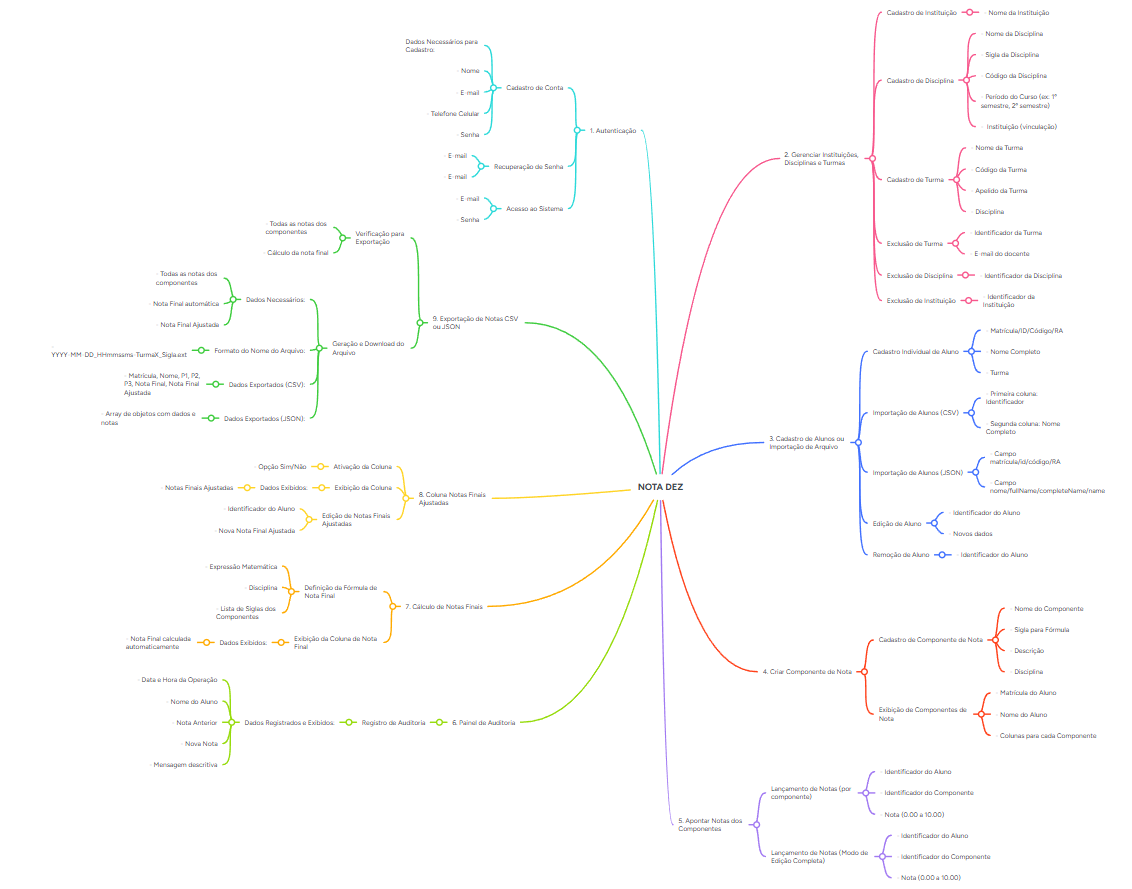 NOTA DEZ
1. Autenticação
Cadastro de Conta
Dados Necessários para
Cadastro:
· Nome
· E-mail
· Telefone Celular
· Senha
Recuperação de Senha
· E-mail
· E-mail
Acesso ao Sistema
· E-mail
· Senha
2. Gerenciar Instituições,
Disciplinas e Turmas
Cadastro de Instituição
· Nome da Instituição
Cadastro de Disciplina
· Nome da Disciplina
· Sigla da Disciplina
· Código da Disciplina
· Período do Curso (ex: 1º
semestre, 2º semestre)
· Instituição (vinculação)
Cadastro de Turma
· Nome da Turma
· Código da Turma
· Apelido da Turma
· Disciplina
Exclusão de Turma
· Identificador da Turma
· E-mail do docente
Exclusão de Disciplina
· Identificador da Disciplina
Exclusão de Instituição
· Identificador da
Instituição
3. Cadastro de Alunos ou
Importação de Arquivo
Cadastro Individual de Aluno
· Matrícula/ID/Código/RA
· Nome Completo
· Turma
Importação de Alunos (CSV)
· Primeira coluna:
Identificador
· Segunda coluna: Nome
Completo
Importação de Alunos (JSON)
· Campo
matrícula/id/código/RA
· Campo
nome/fullName/completeName/name
Edição de Aluno
· Identificador do Aluno
· Novos dados
Remoção de Aluno
· Identificador do Aluno
4. Criar Componente de Nota
Cadastro de Componente de Nota
· Nome do Componente
· Sigla para Fórmula
· Descrição
· Disciplina
Exibição de Componentes de
Nota
· Matrícula do Aluno
· Nome do Aluno
· Colunas para cada Componente
5. Apontar Notas dos
Componentes
Lançamento de Notas (por
componente)
· Identificador do Aluno
· Identificador do Componente
· Nota (0.00 a 10.00)
Lançamento de Notas (Modo de
Edição Completa)
· Identificador do Aluno
· Identificador do Componente
· Nota (0.00 a 10.00)
6. Painel de Auditoria
Registro de Auditoria
Dados Registrados e Exibidos:
· Data e Hora da Operação
· Nome do Aluno
· Nota Anterior
· Nova Nota
· Mensagem descritiva
7. Cálculo de Notas Finais
Definição da Fórmula de
Nota Final
· Expressão Matemática
· Disciplina
· Lista de Siglas dos
Componentes
Exibição da Coluna de Nota
Final
Dados Exibidos:
· Nota Final calculada
automaticamente
8. Coluna Notas Finais
Ajustadas
Ativação da Coluna
· Opção Sim/Não
Exibição da Coluna
Dados Exibidos:
· Notas Finais Ajustadas
Edição de Notas Finais
Ajustadas
· Identificador do Aluno
· Nova Nota Final Ajustada
9. Exportação de Notas CSV
ou JSON
Verificação para
Exportação
· Todas as notas dos
componentes
· Cálculo da nota final
Geração e Download do
Arquivo
Dados Necessários:
· Todas as notas dos
componentes
· Nota Final automática
· Nota Final Ajustada
Formato do Nome do Arquivo:
·
YYYY-MM-DD_HHmmssms-TurmaX_Sigla.ext
Dados Exportados (CSV):
· Matrícula, Nome, P1, P2,
P3, Nota Final, Nota Final
Ajustada
Dados Exportados (JSON):
· Array de objetos com dados e
notas